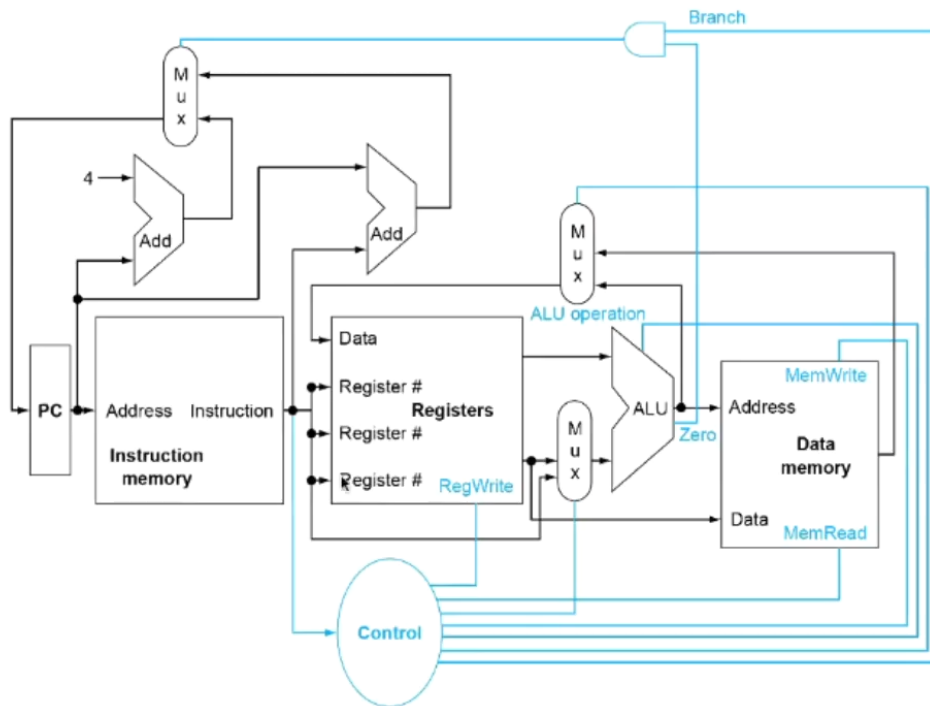 Branch
M
u
x
4
Add
Add
M
u
x
ALU operation
Data
Register #
Registers
Register #
Register #
RegWrite
PC
Address
Instruction
Instruction
memory
M
u
x
ALU
Zero
MemWrite
Address
Data
memory
Data
MemRead
Control